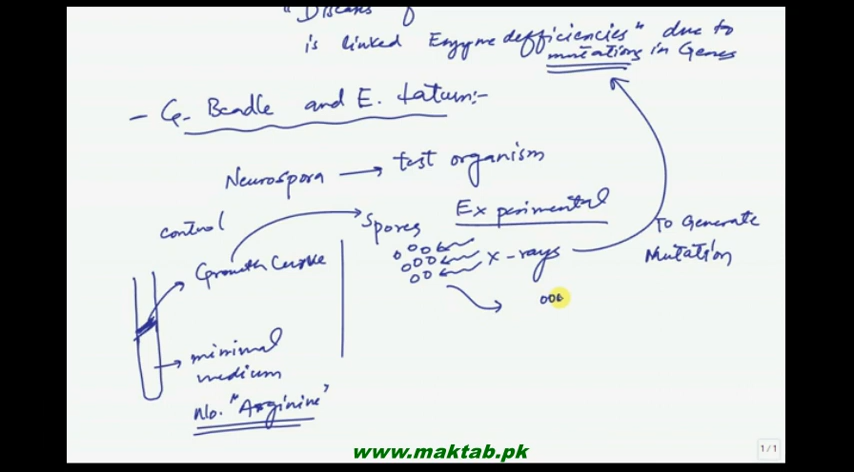 "Diseases
is linked Enzyme defficiencies" due to
mutations in Genes
- G. Beadle and E. tatum:-
Neurospora → test organism
control
Spores
Experimental
Growth
x-rays
To Generate
Mutation
minimal
medium
No. "Arginine"
www.maktab.pk
1/1